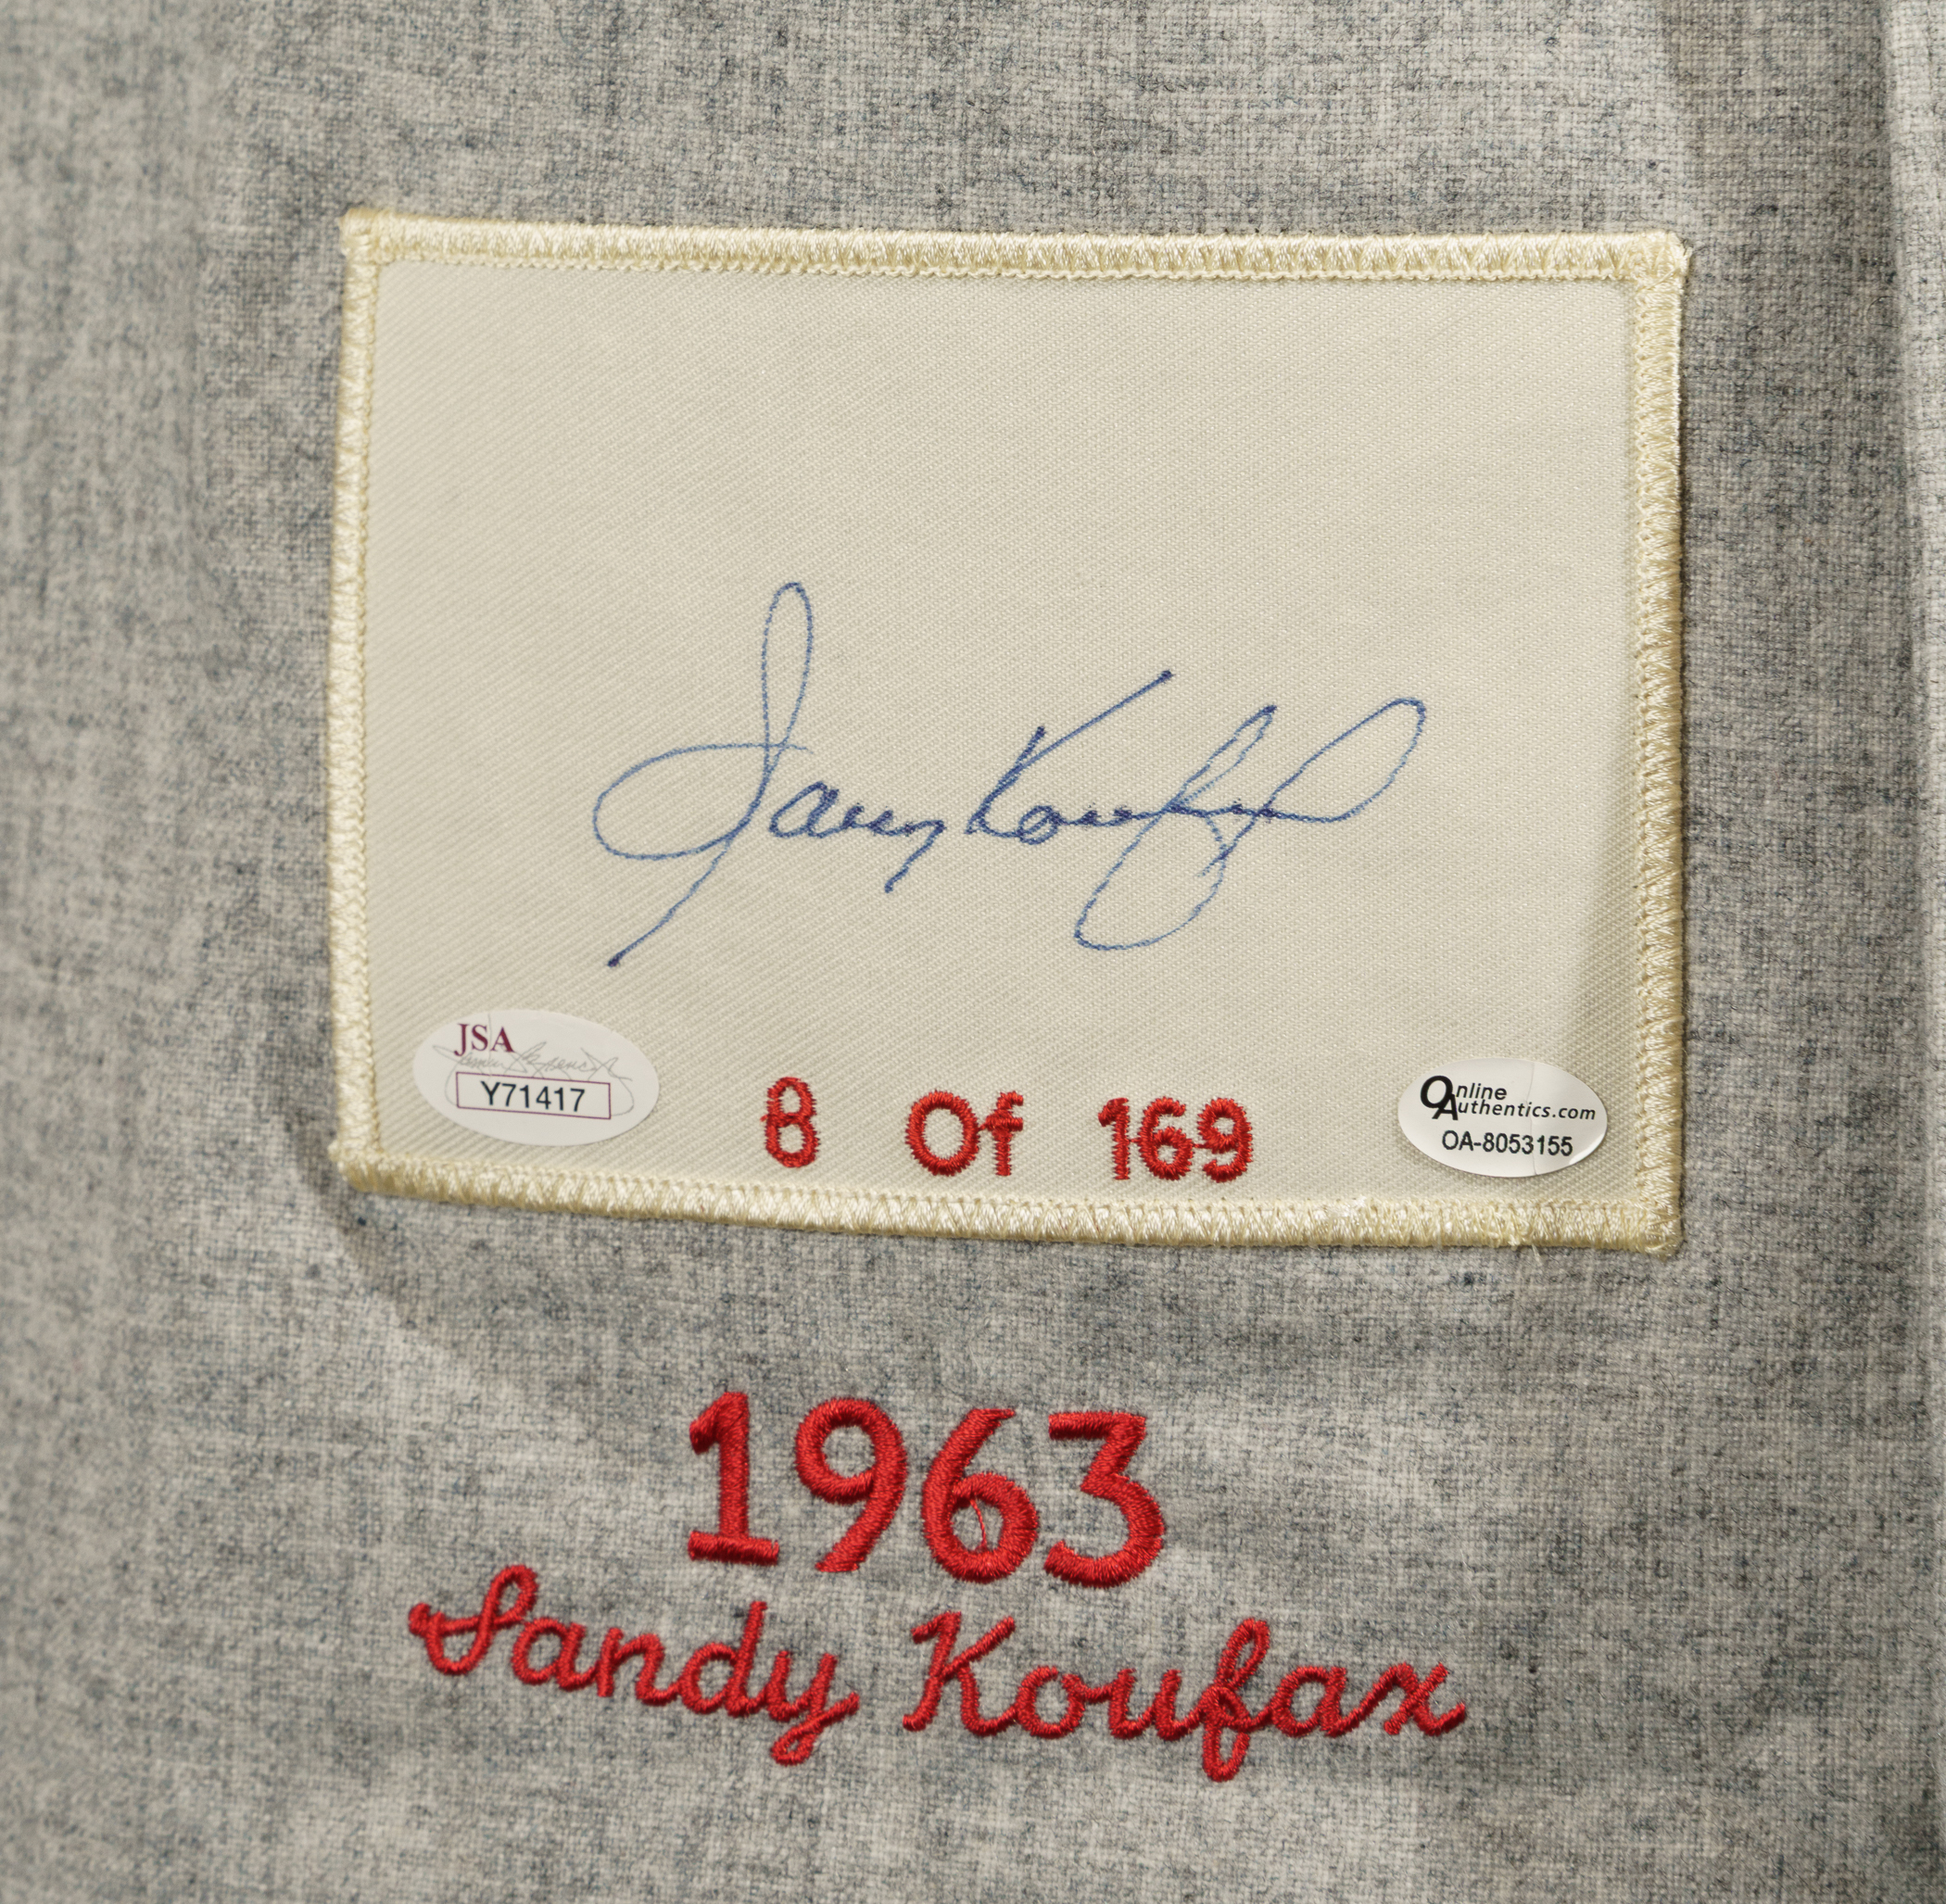 Sandy Koufax
JSA
Y71417
8 Of 169
Online
Authentics.com
OA-8053155
1963
Sandy Koufax